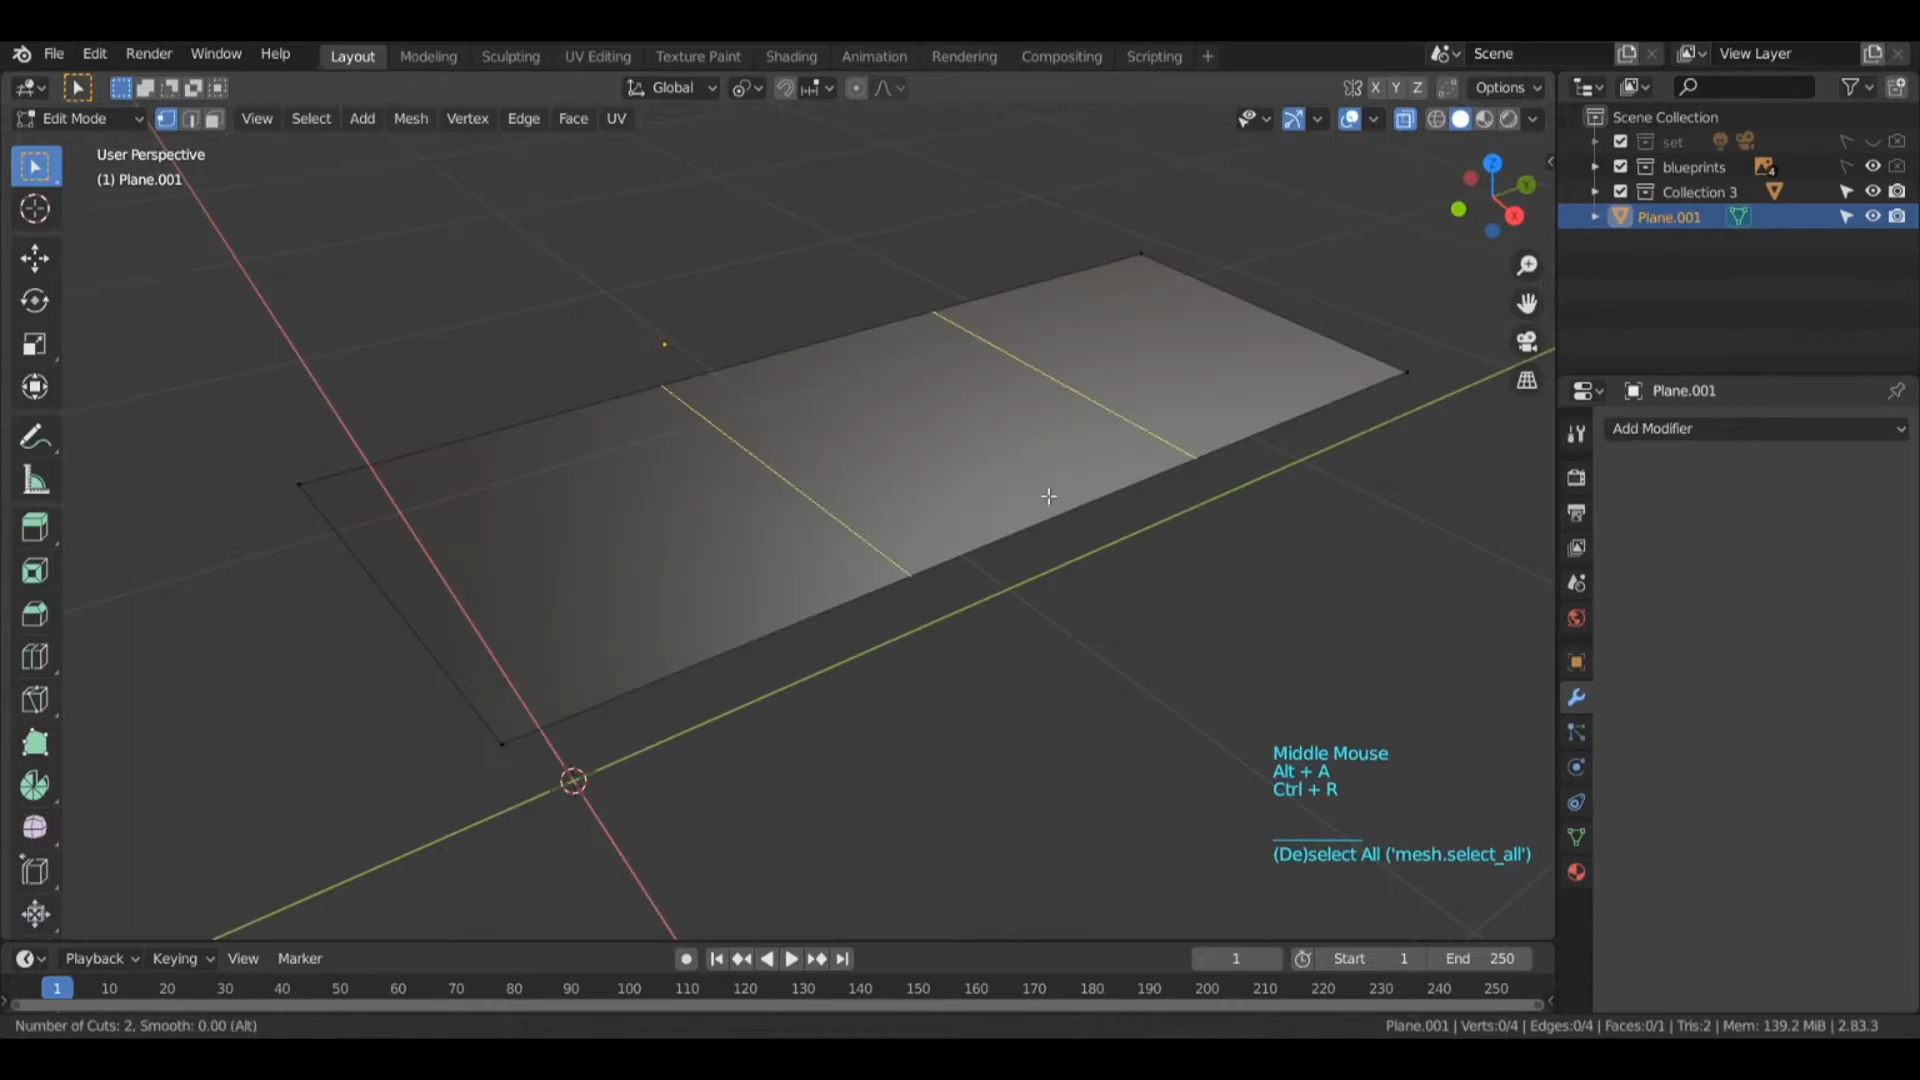 File Edit Render Window Help Layout Modeling Sculpting UV Editing Texture Paint Shading Animation Rendering Compositing Scripting + Scene View Layer
Global X Y Z Options
Edit Mode View Select Add Mesh Vertex Edge Face UV
User Perspective
(1) Plane.001
Z
Y
X
Scene Collection
set
blueprints 4
Collection 3
Plane.001
Plane.001
Add Modifier
Middle Mouse
Alt + A
Ctrl + R
(De)select All ('mesh.select_all')
Playback Keying View Marker 1 Start 1 End 250
1 10 20 30 40 50 60 70 80 90 100 110 120 130 140 150 160 170 180 190 200 210 220 230 240 250
Number of Cuts: 2, Smooth: 0.00 (Alt) Plane.001 | Verts:0/4 | Edges:0/4 | Faces:0/1 | Tris:2 | Mem: 139.2 MiB | 2.83.3